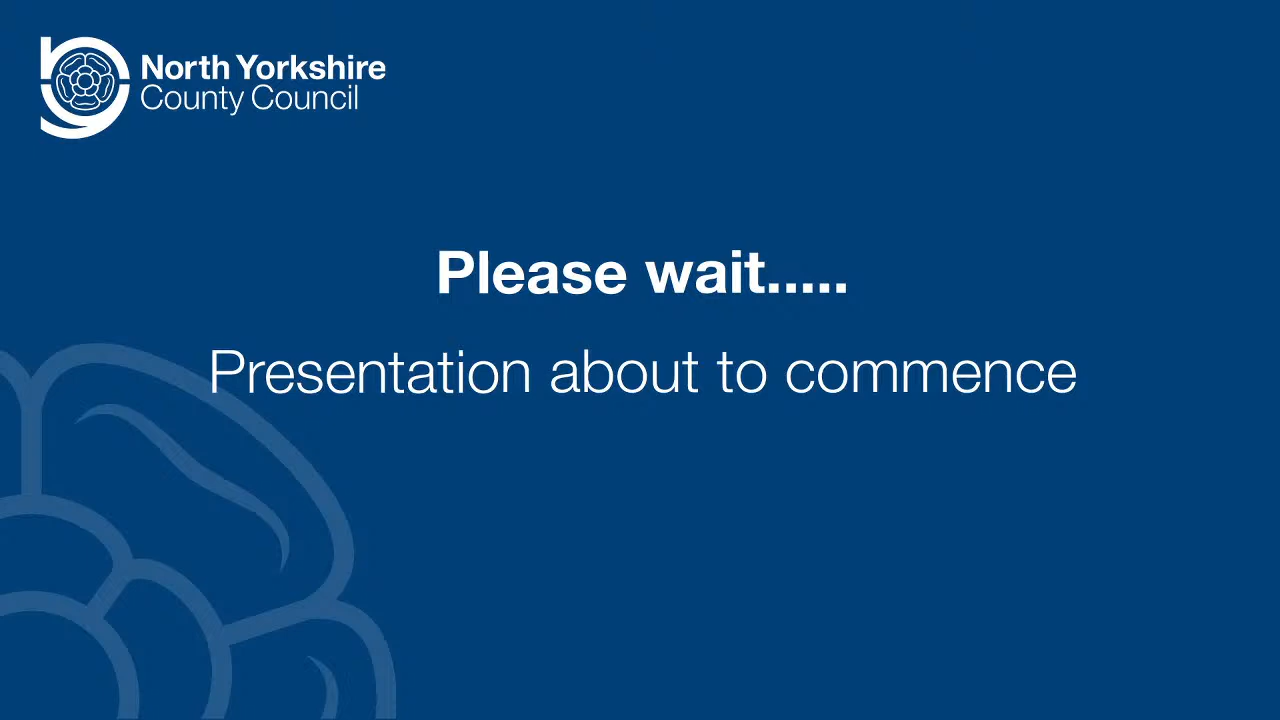 North Yorkshire
County Council
Please wait.....
Presentation about to commence